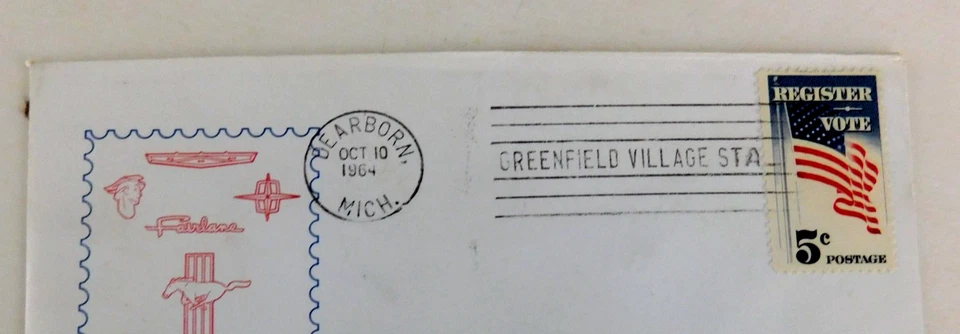 DEARBORN,
OCT 10
1964
MICH.
GREENFIELD VILLAGE STA
REGISTER
VOTE
5c
POSTAGE
Fairlane